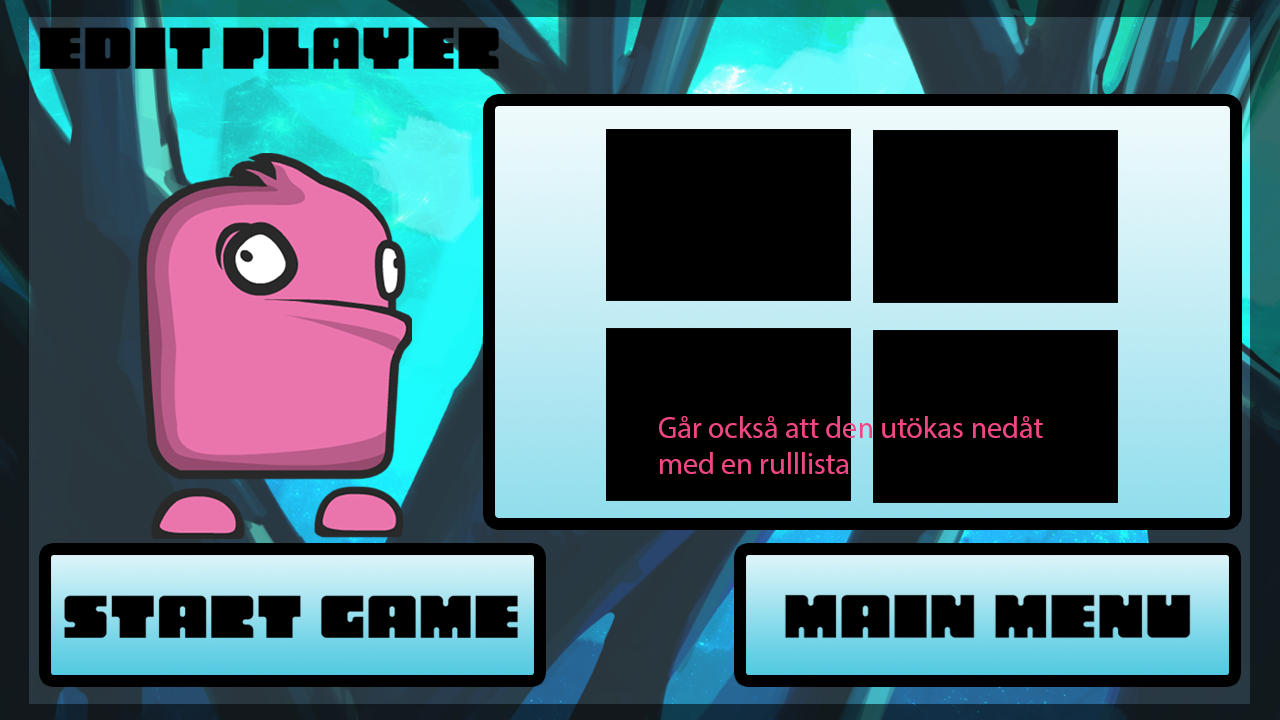 EDIT PLAYER
Går också att den utökas nedåt
med en rulllista
START GAME
MAIN MENU